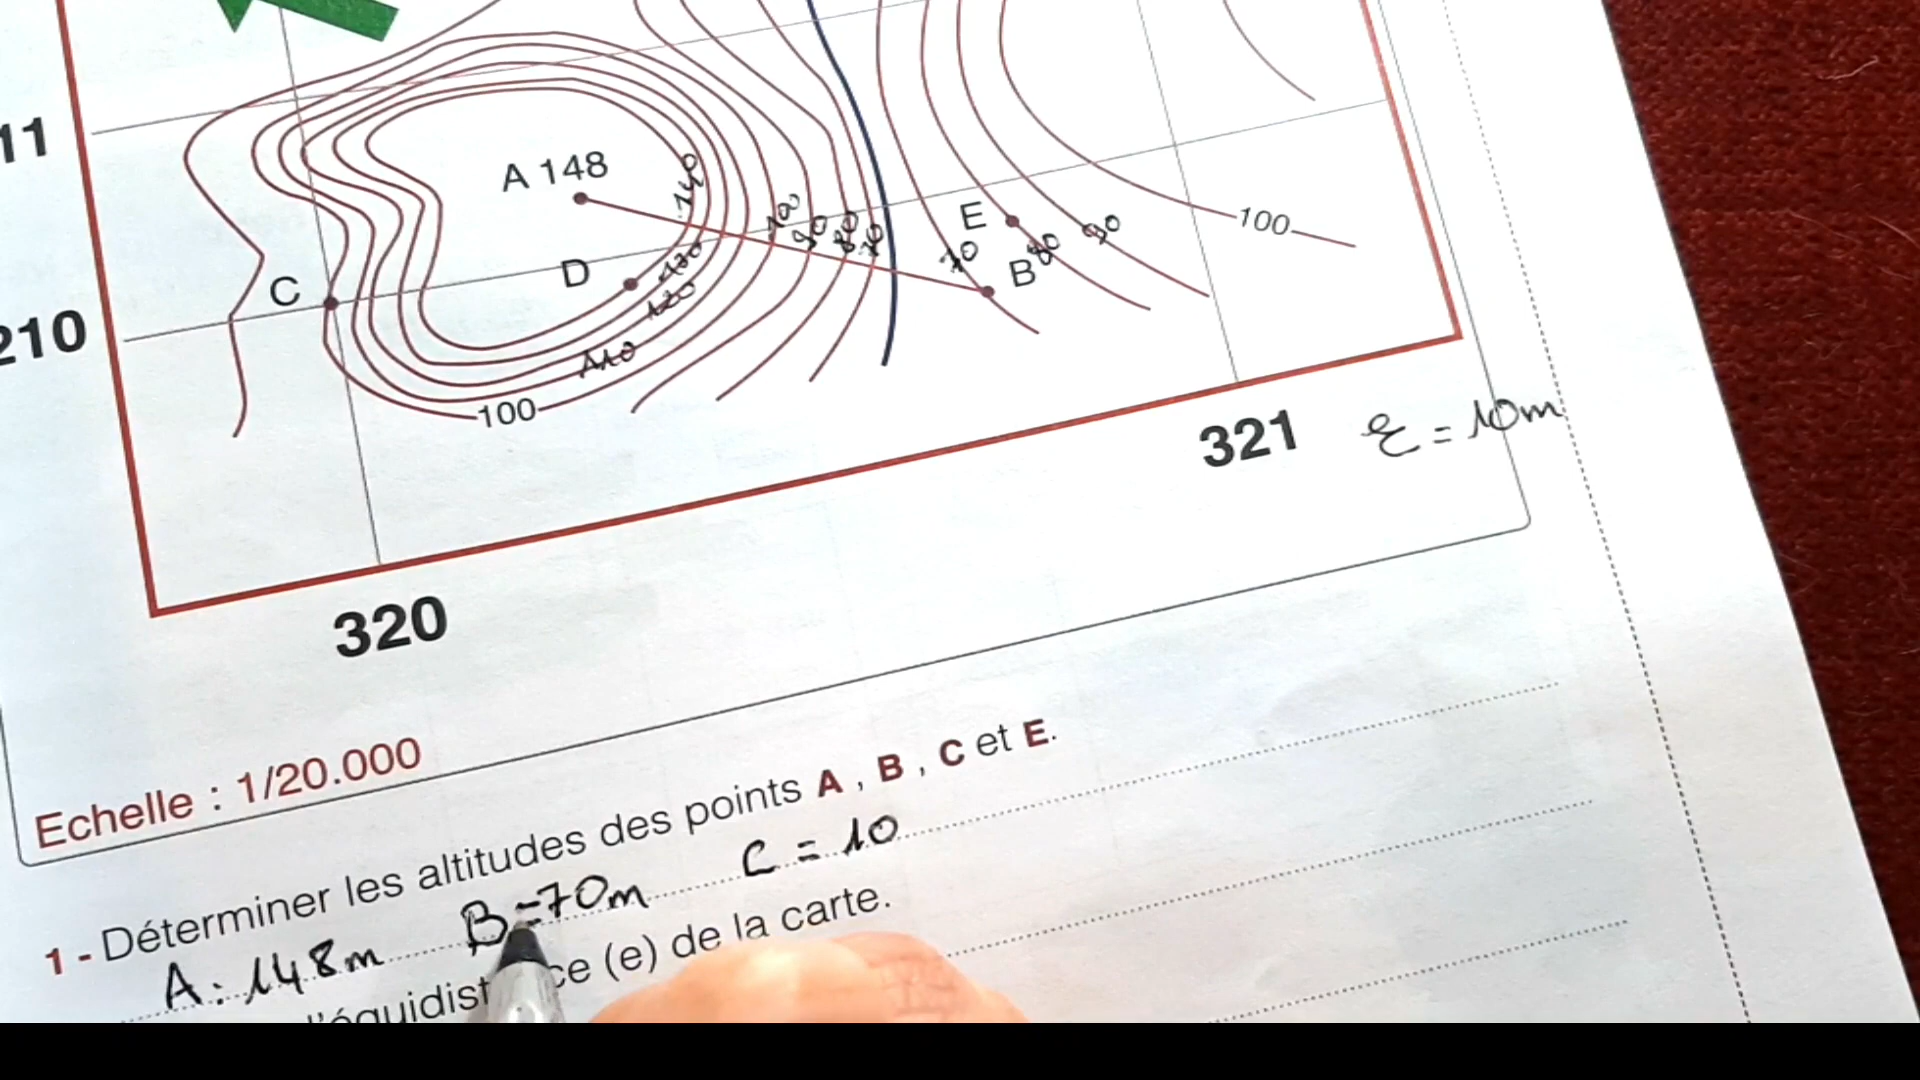 11
A 148
140
100
90
80
70
E
70
80
90
100
B
D
130
120
C
210
110
100
321
ε = 10m
320
Echelle : 1/20.000
1 - Déterminer les altitudes des points A , B , C et E.
A : 148m B=70m C = 10
l'équidist ce (e) de la carte.